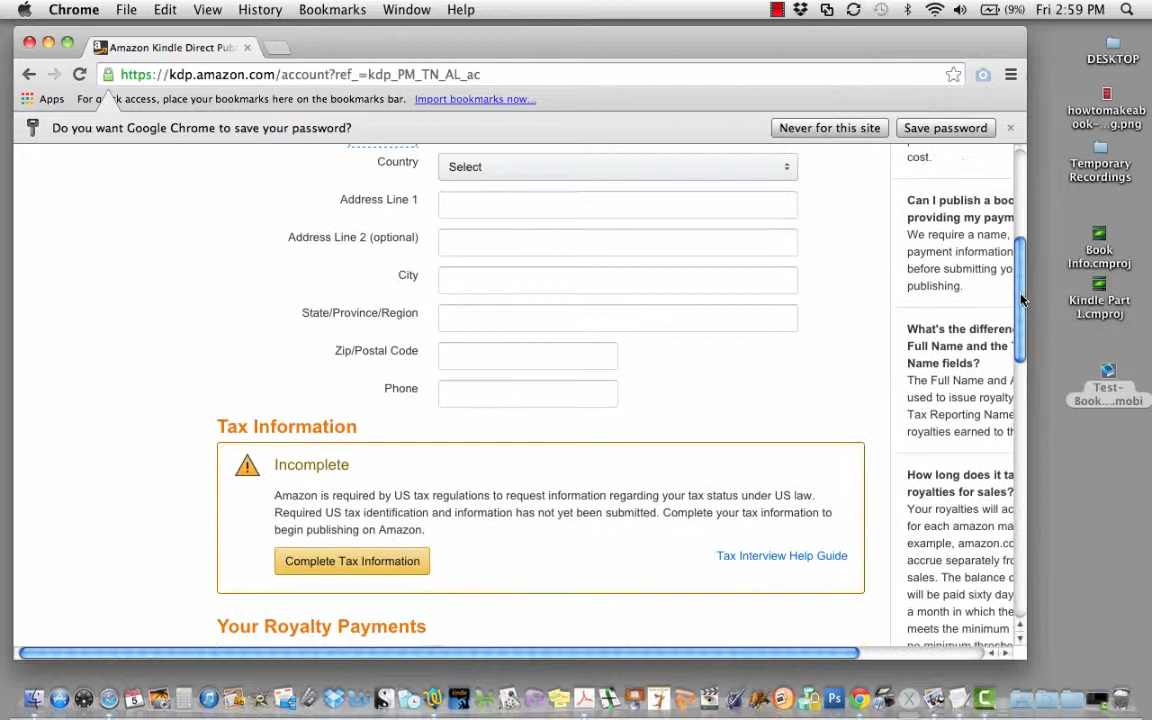 Chrome File Edit View History Bookmarks Window Help (9%) Fri 2:59 PM
Amazon Kindle Direct Publ
https://kdp.amazon.com/account?ref_=kdp_PM_TN_AL_ac
Apps For quick access, place your bookmarks here on the bookmarks bar. Import bookmarks now...
Do you want Google Chrome to save your password? Never for this site Save password
Country Select
Address Line 1
Address Line 2 (optional)
City
State/Province/Region
Zip/Postal Code
Phone
Tax Information
Incomplete
Amazon is required by US tax regulations to request information regarding your tax status under US law.
Required US tax identification and information has not yet been submitted. Complete your tax information to
begin publishing on Amazon.
Complete Tax Information Tax Interview Help Guide
Your Royalty Payments
cost.
Can I publish a boo
providing my paym
We require a name,
payment information
before submitting yo
publishing.
What's the differen
Full Name and the
Name fields?
The Full Name and A
used to issue royalty
Tax Reporting Name
royalties earned to th
How long does it ta
royalties for sales?
Your royalties will ac
for each amazon ma
example, amazon.co
accrue separately fro
sales. The balance o
will be paid sixty day
a month in which the
meets the minimum
no minimum thresho
DESKTOP
howtomakeab
ook-...g.png
Temporary
Recordings
Book
Info.cmproj
Kindle Part
1.cmproj
Test-
Book....mobi